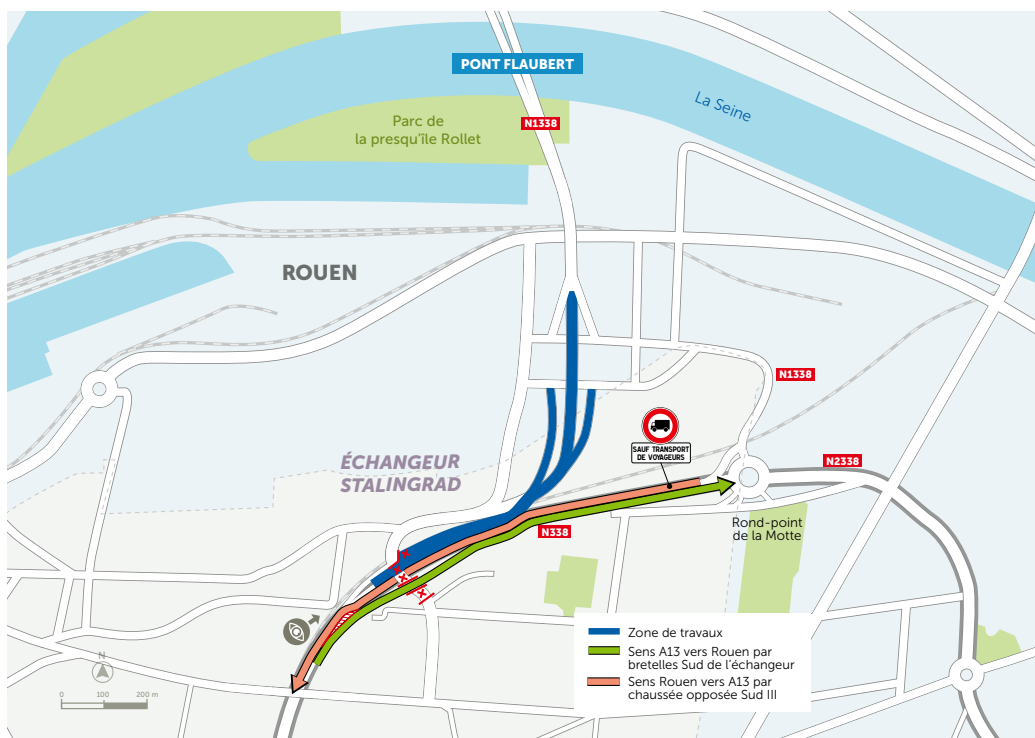 PONT FLAUBERT
La Seine
Parc de
la presqu'île Rollet
N1338
ROUEN
N1338
SAUF TRANSPORT
DE VOYAGEURS
ÉCHANGEUR
STALINGRAD
N2338
Rond-point
de la Motte
N338
Zone de travaux
Sens A13 vers Rouen par
bretelles Sud de l'échangeur
Sens Rouen vers A13 par
chaussée opposée Sud III
N
0 100 200 m